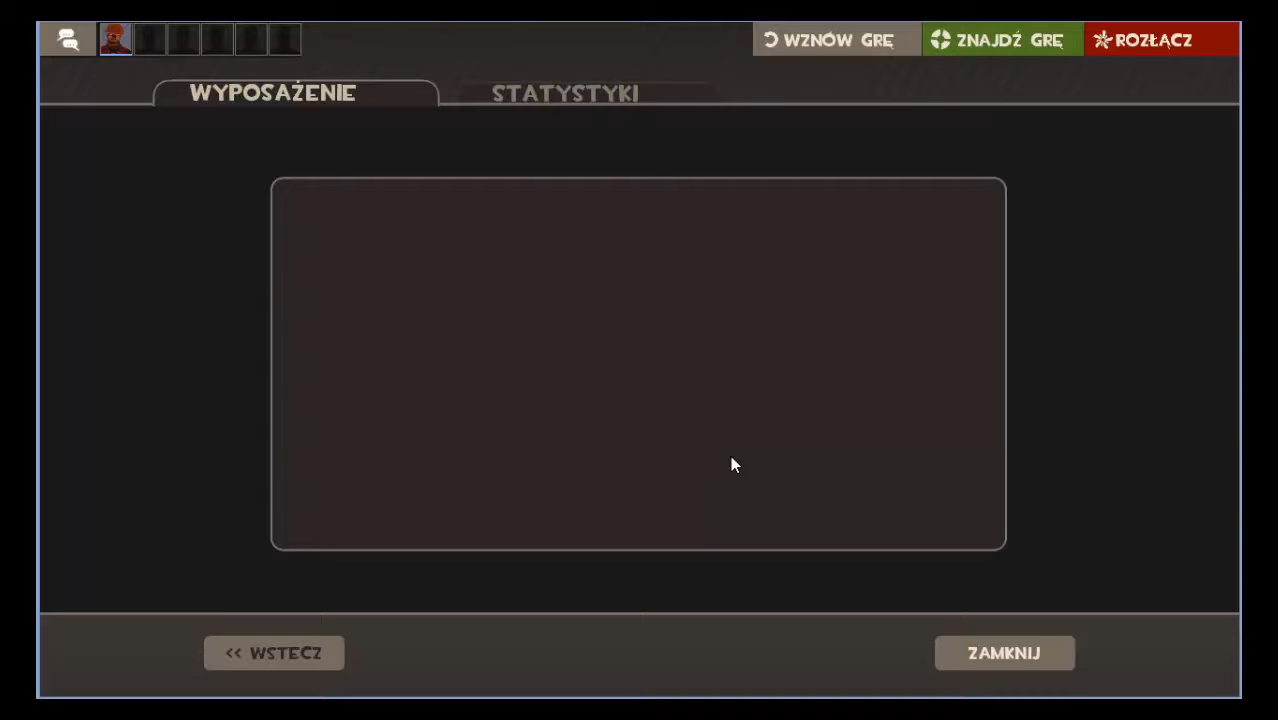 WZNÓW GRĘ
ZNAJDŹ GRĘ
ROZŁĄCZ
WYPOSAŻENIE
STATYSTYKI
<< WSTECZ
ZAMKNIJ